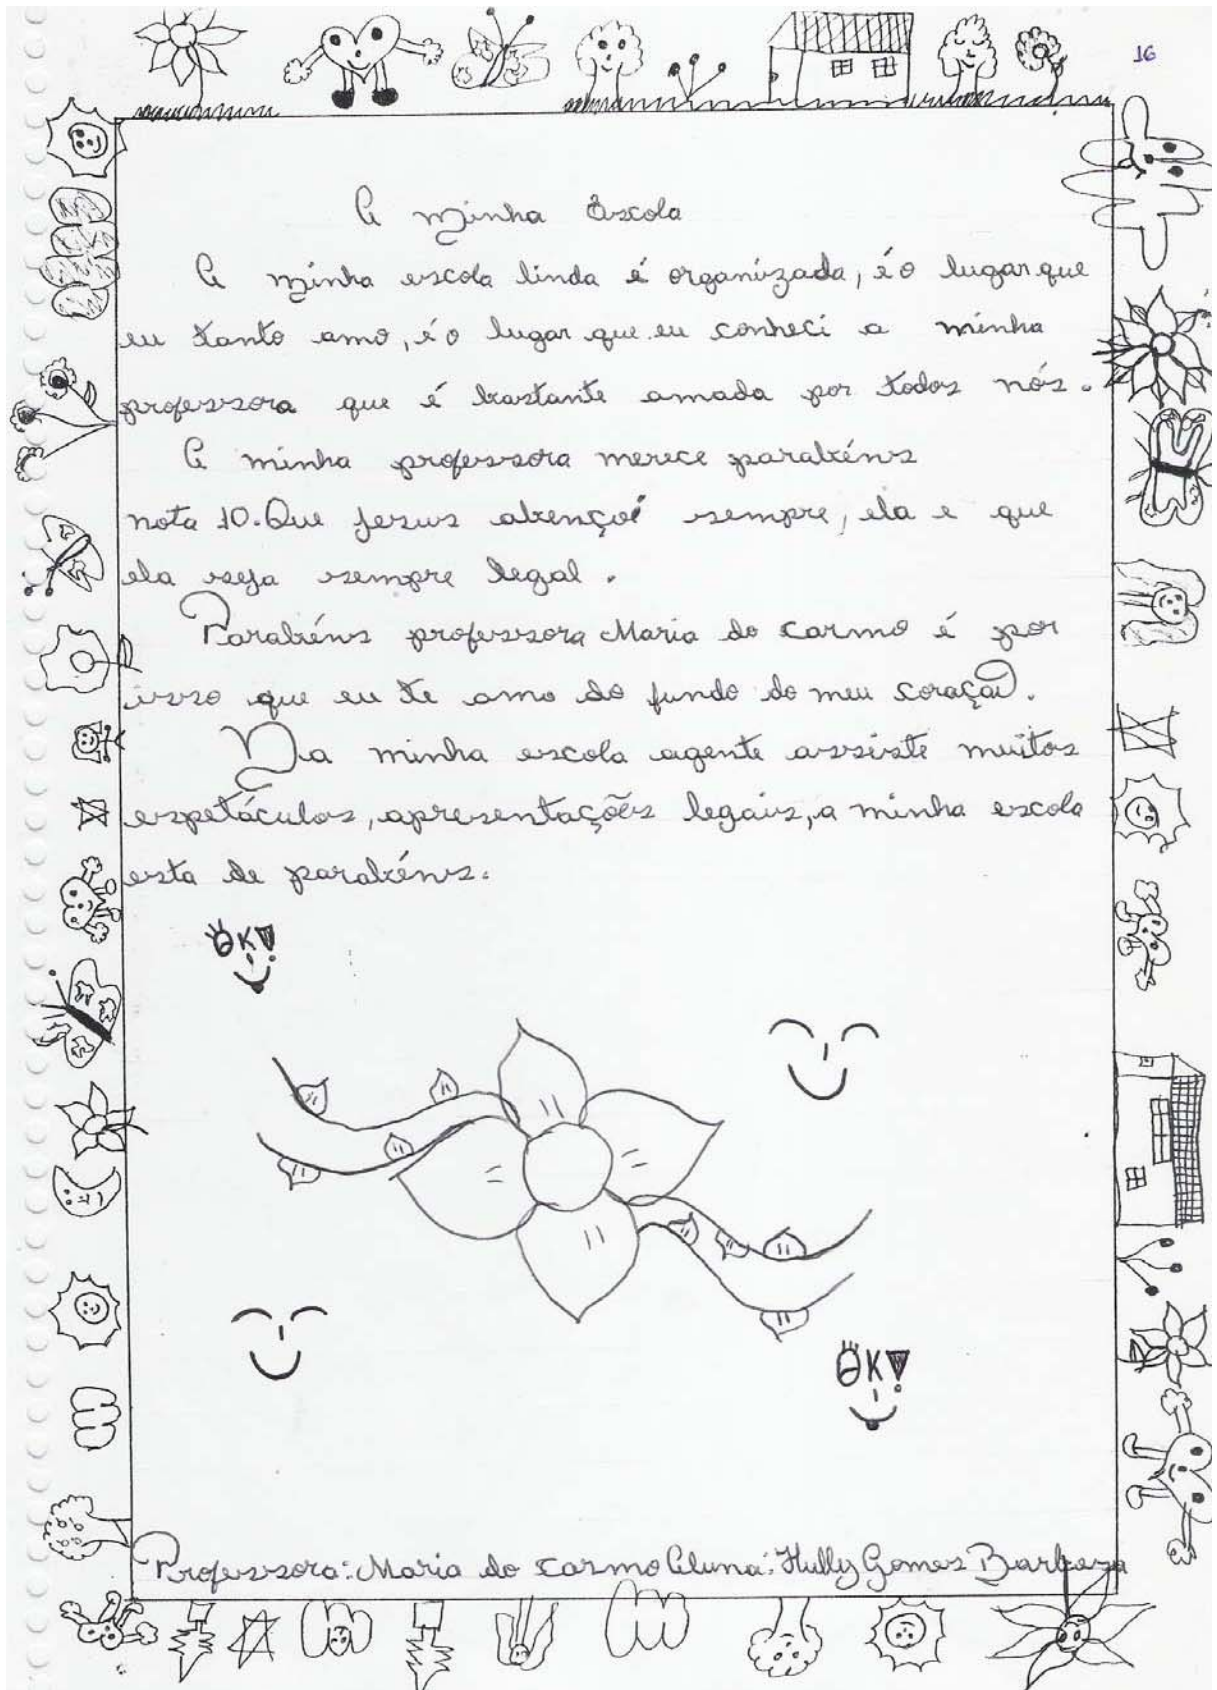 16
A minha Escola
A minha escola linda é organizada, é o lugar que
eu tanto amo, é o lugar que eu conheci a minha
professora que é bastante amada por todos nós.
A minha professora merece parabéns
nota 10. Que Jesus abençoe sempre, ela e que
ela seja sempre legal.
Parabéns professora Maria do Carmo é por
isso que eu te amo do fundo do meu coração.
Na minha escola agente assiste muitos
espetáculos, apresentações legais, a minha escola
esta de parabéns.
OK!
OK!
Professora: Maria do Carmo Aluna: Hully Gomes Barboza